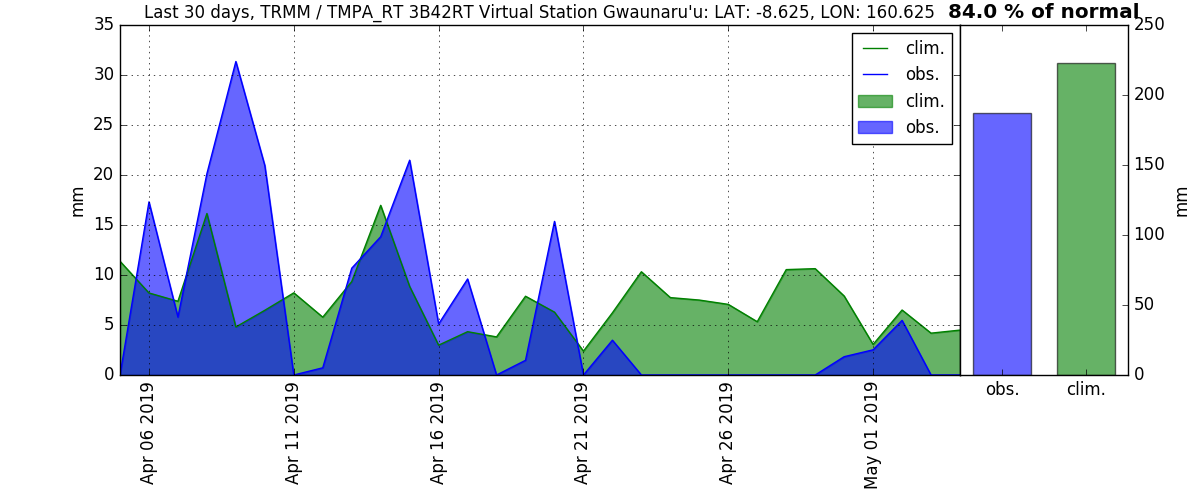 Last 30 days, TRMM / TMPA_RT 3B42RT Virtual Station Gwaunaru'u: LAT: -8.625, LON: 160.625
84.0 % of normal
35
30
25
20
15
10
5
0
mm
clim.
obs.
clim.
obs.
Apr 06 2019
Apr 11 2019
Apr 16 2019
Apr 21 2019
Apr 26 2019
May 01 2019
250
200
150
100
50
0
mm
obs.
clim.